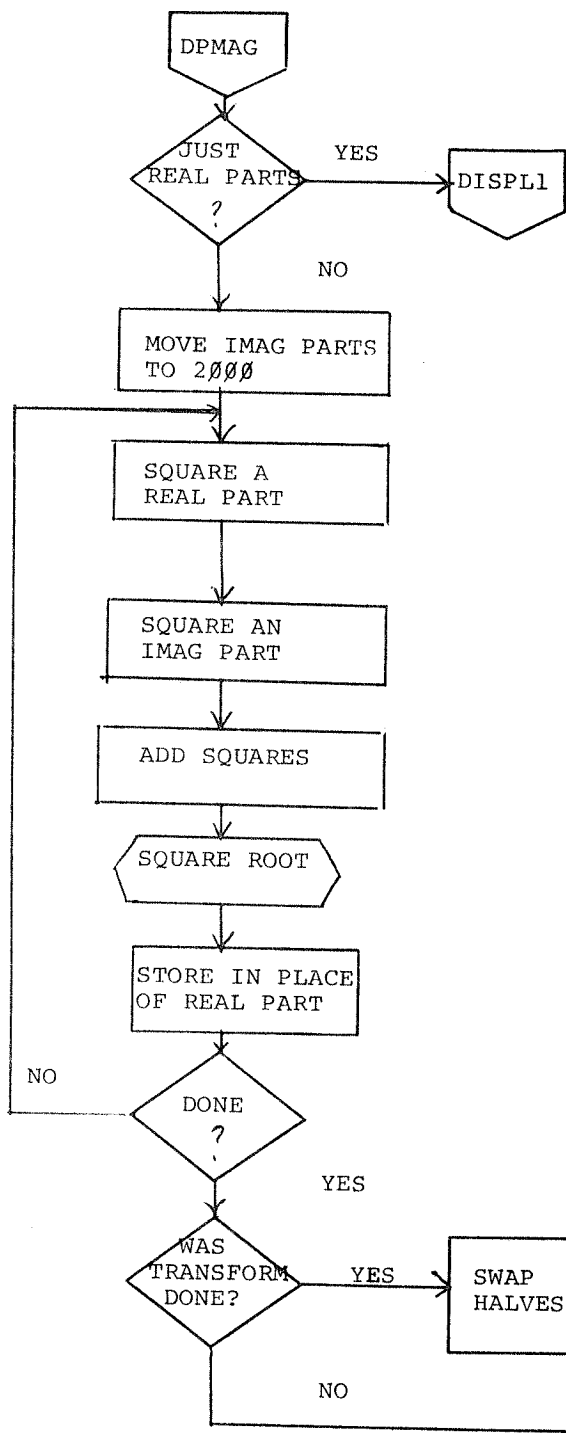 DPMAG
JUST
REAL PARTS
?
YES
DISPL1
NO
MOVE IMAG PARTS
TO 2ØØØ
SQUARE A
REAL PART
SQUARE AN
IMAG PART
ADD SQUARES
SQUARE ROOT
STORE IN PLACE
OF REAL PART
NO
DONE
?
YES
WAS
TRANSFORM
DONE?
YES
SWAP
HALVES
NO